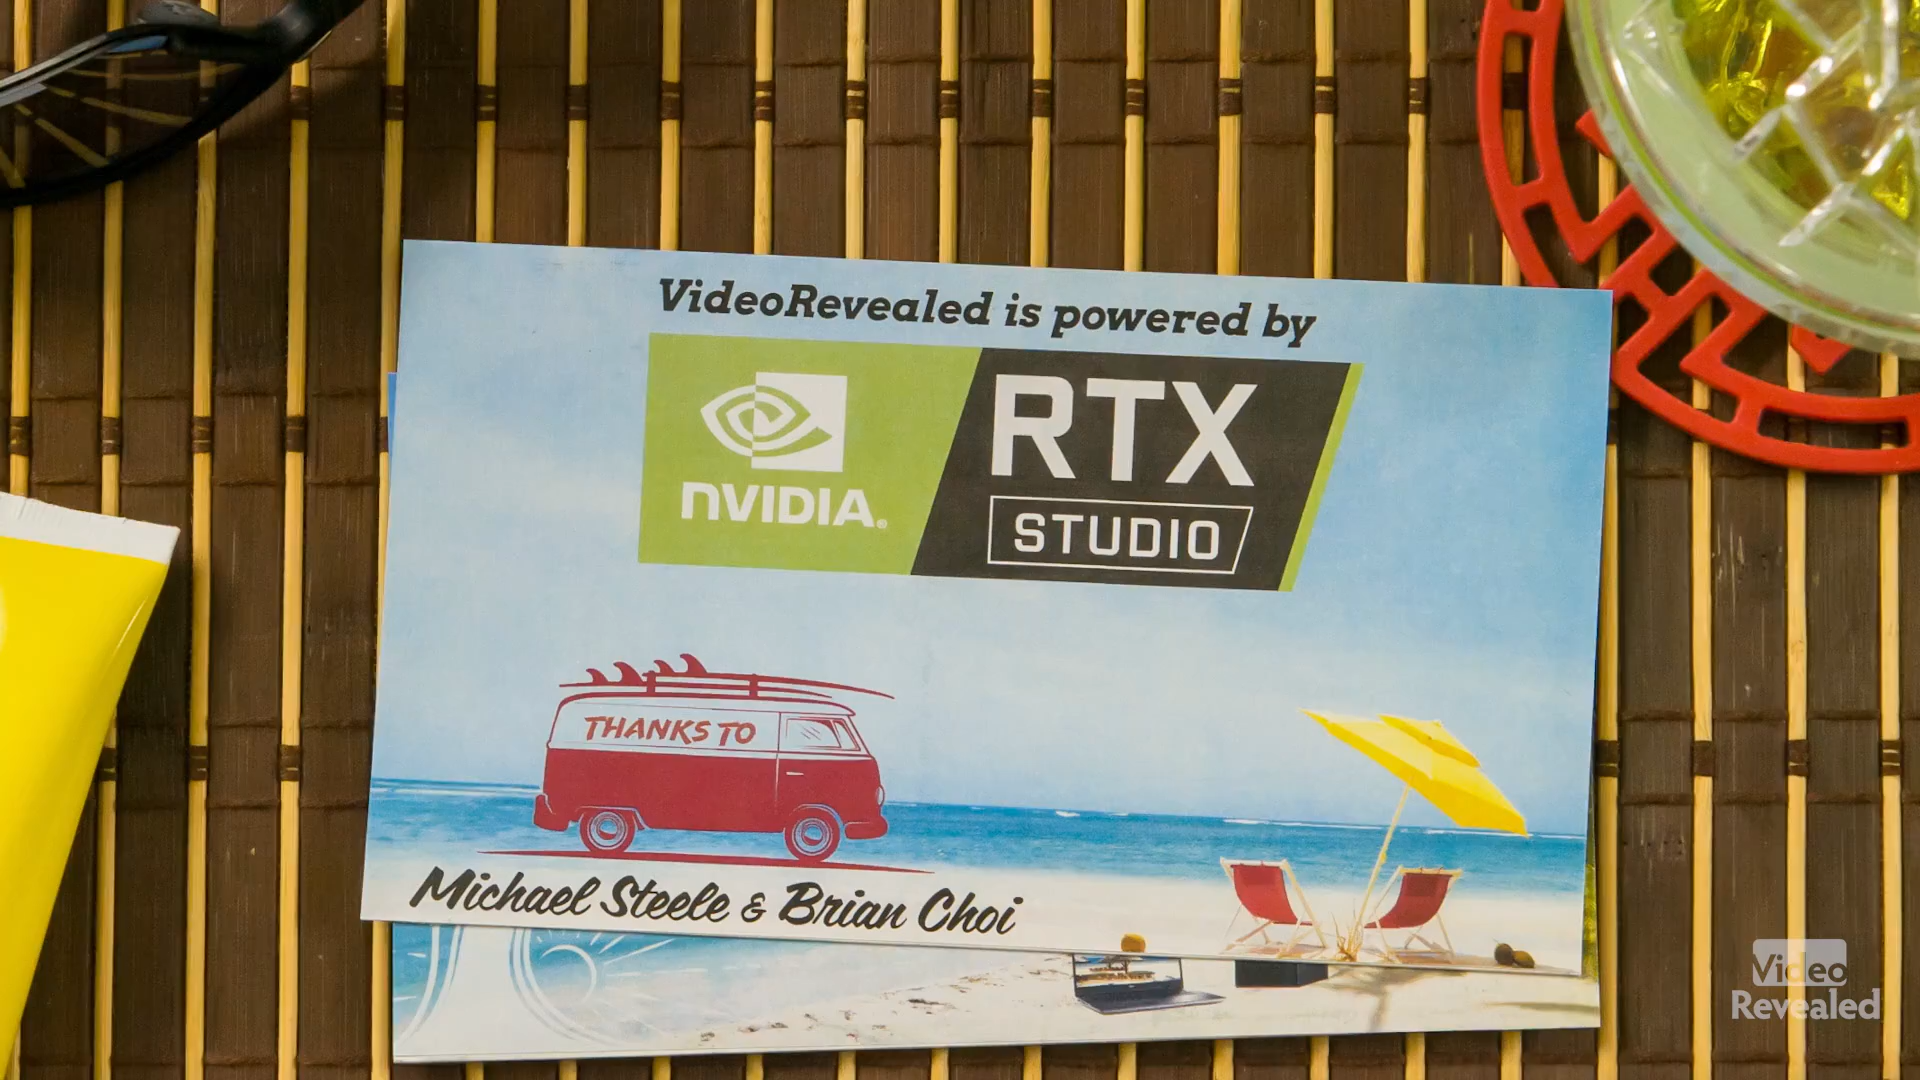 VideoRevealed is powered by
NVIDIA®
RTX
STUDIO
THANKS TO
Michael Steele & Brian Choi
Video
Revealed